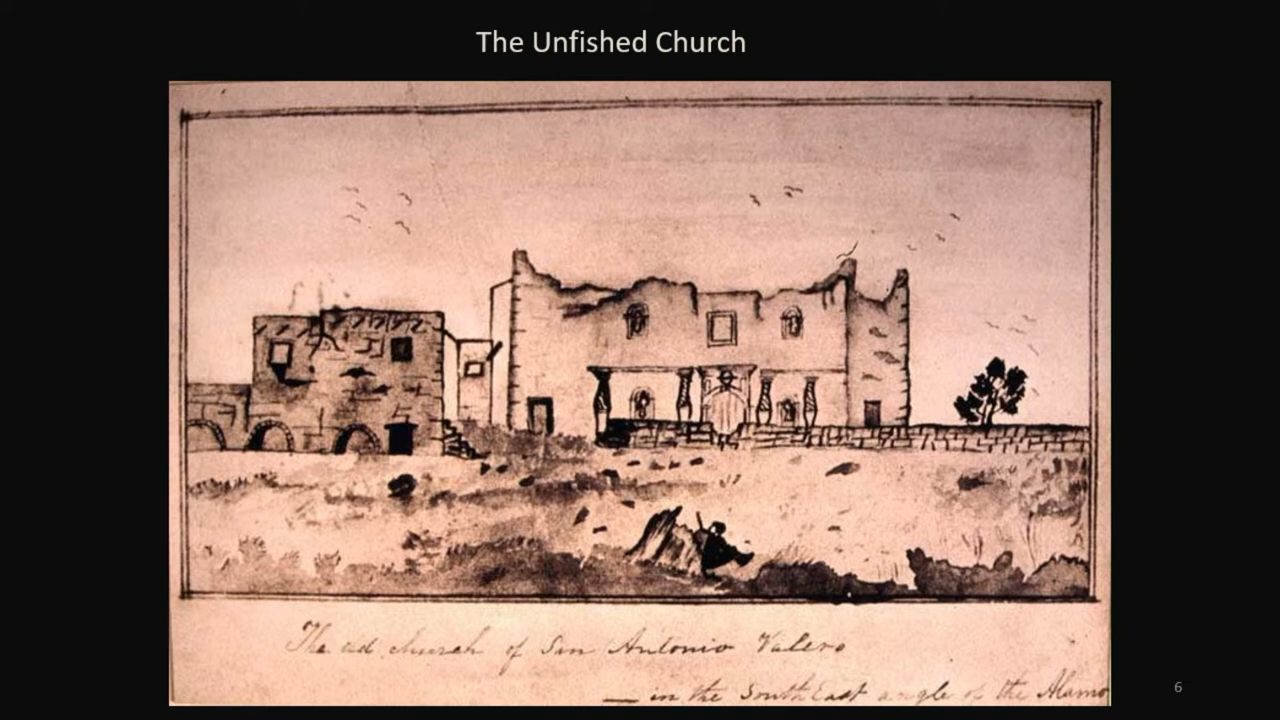 The Unfished Church
The old church of San Antonio Valero
— in the South East angle of the Alamo
6